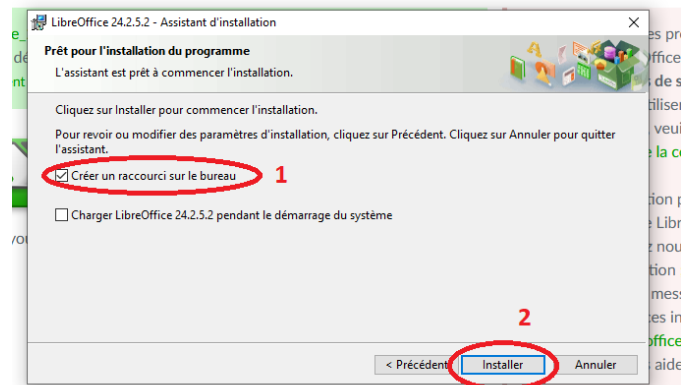 LibreOffice 24.2.5.2 - Assistant d'installation
Prêt pour l'installation du programme
L'assistant est prêt à commencer l'installation.
Cliquez sur Installer pour commencer l'installation.
Pour revoir ou modifier des paramètres d'installation, cliquez sur Précédent. Cliquez sur Annuler pour quitter
l'assistant.
Créer un raccourci sur le bureau 1
Charger LibreOffice 24.2.5.2 pendant le démarrage du système
2
< Précédent Installer Annuler